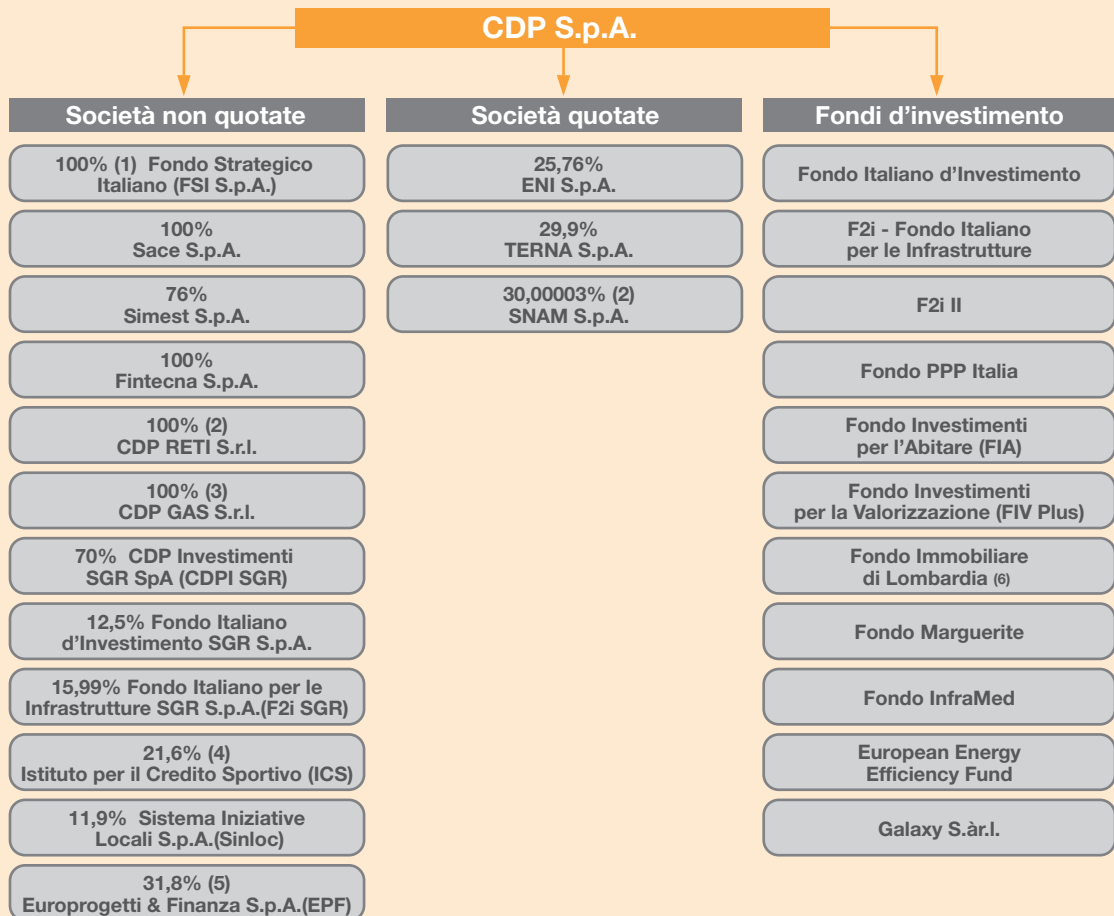 CDP S.p.A.
Società non quotate
100% (1) Fondo Strategico
Italiano (FSI S.p.A.)
100%
Sace S.p.A.
76%
Simest S.p.A.
100%
Fintecna S.p.A.
100% (2)
CDP RETI S.r.l.
100% (3)
CDP GAS S.r.l.
70% CDP Investimenti
SGR SpA (CDPI SGR)
12,5% Fondo Italiano
d'Investimento SGR S.p.A.
15,99% Fondo Italiano per le
Infrastrutture SGR S.p.A.(F2i SGR)
21,6% (4)
Istituto per il Credito Sportivo (ICS)
11,9% Sistema Iniziative
Locali S.p.A.(Sinloc)
31,8% (5)
Europrogetti & Finanza S.p.A.(EPF)
Società quotate
25,76%
ENI S.p.A.
29,9%
TERNA S.p.A.
30,00003% (2)
SNAM S.p.A.
Fondi d'investimento
Fondo Italiano d'Investimento
F2i - Fondo Italiano
per le Infrastrutture
F2i II
Fondo PPP Italia
Fondo Investimenti
per l'Abitare (FIA)
Fondo Investimenti
per la Valorizzazione (FIV Plus)
Fondo Immobiliare
di Lombardia (6)
Fondo Marguerite
Fondo InfraMed
European Energy
Efficiency Fund
Galaxy S.àr.l.